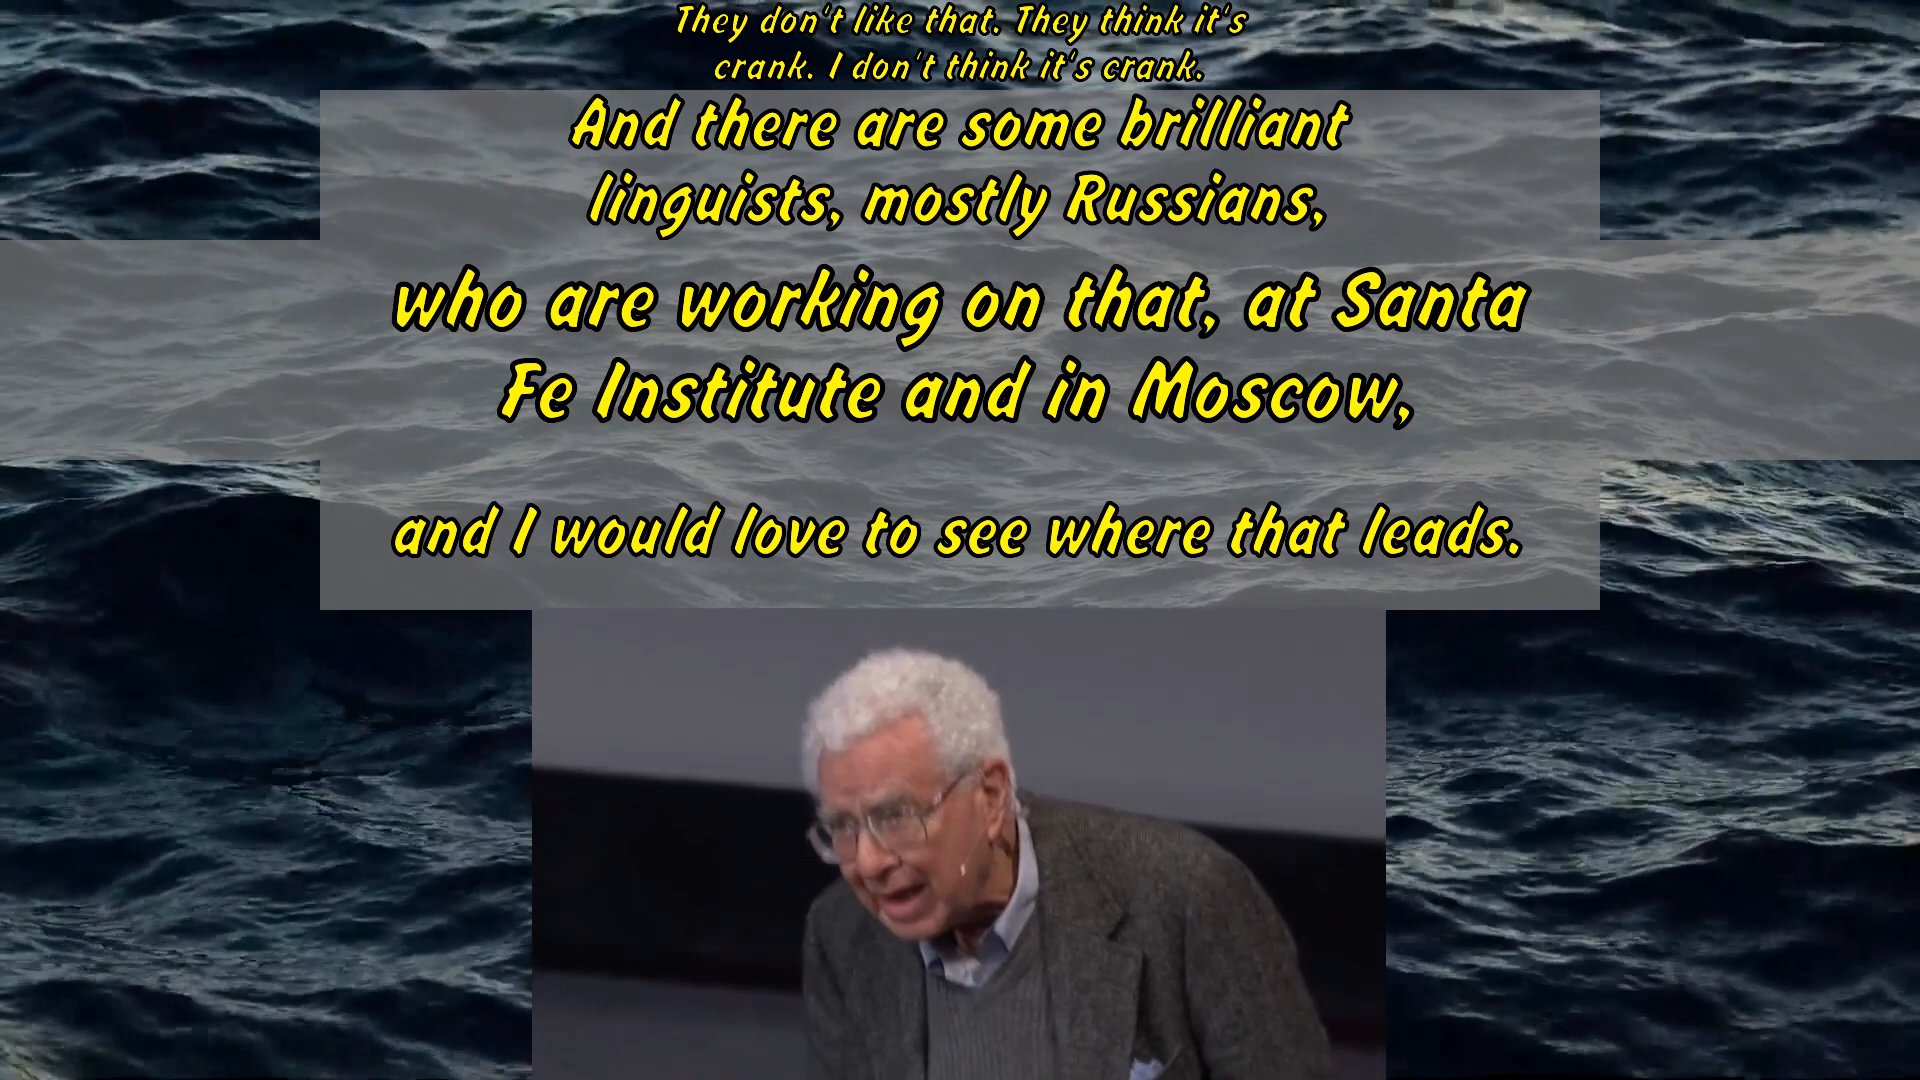 They don't like that. They think it's
crank. I don't think it's crank.
And there are some brilliant
linguists, mostly Russians,
who are working on that, at Santa
Fe Institute and in Moscow,
and I would love to see where that leads.